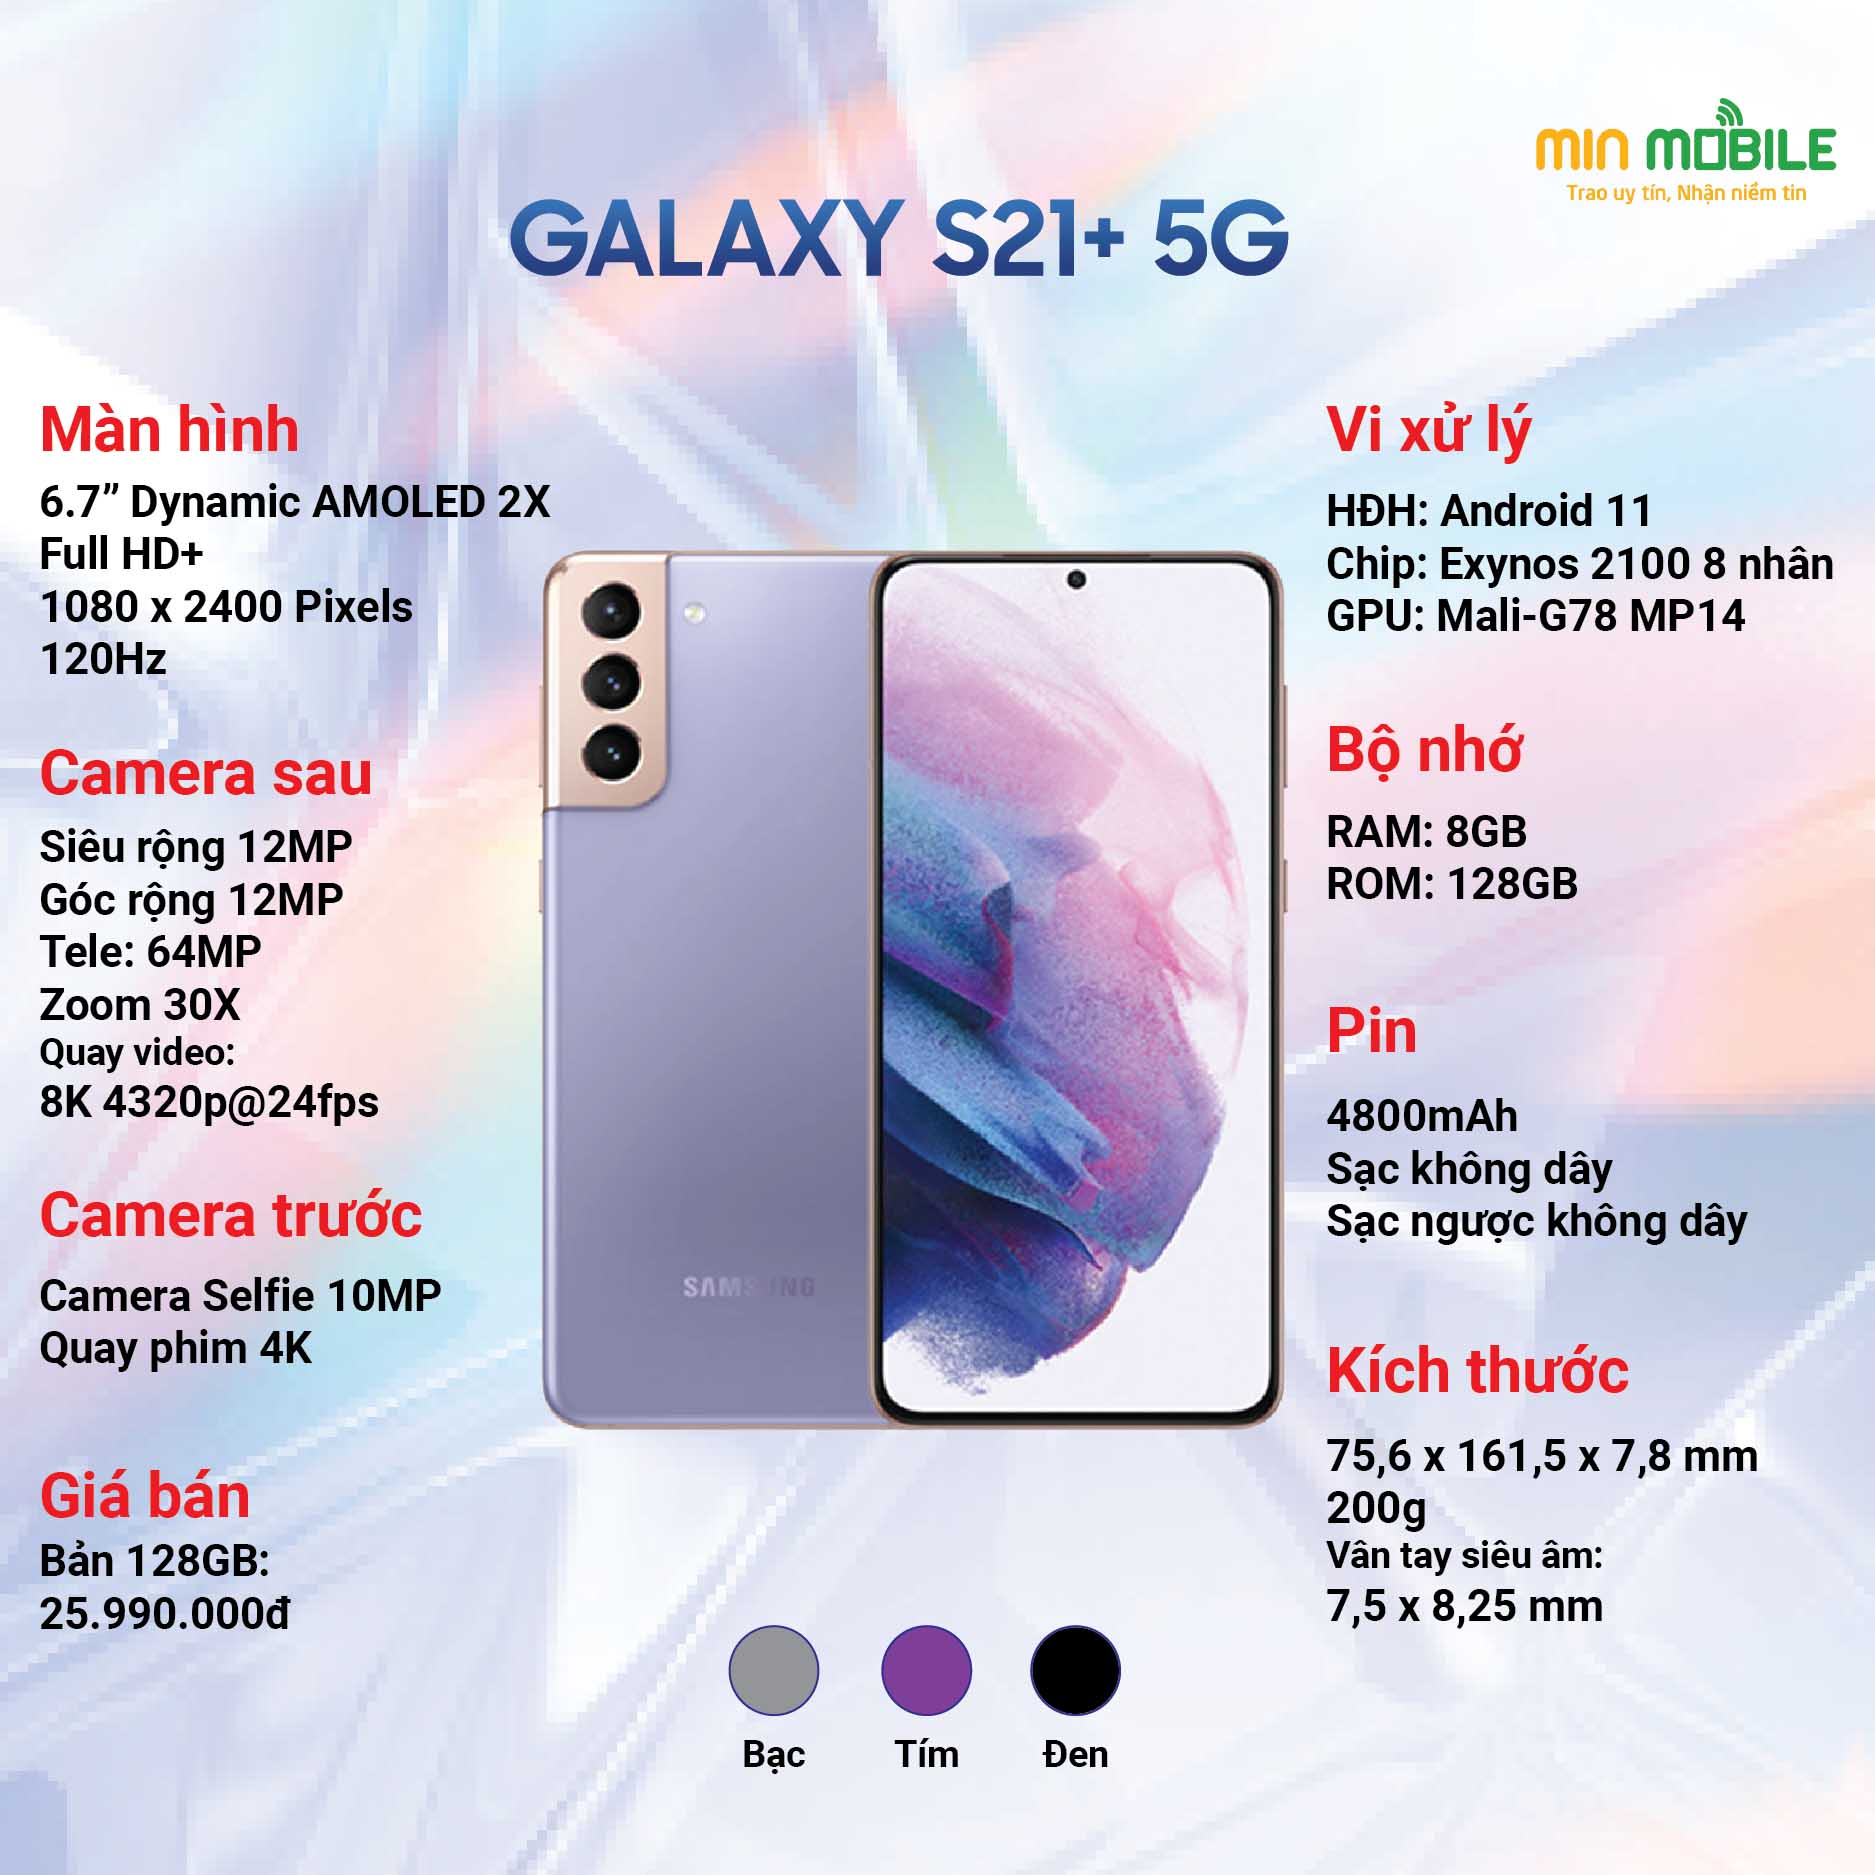 MIN MOBILE
Trao uy tín, Nhận niềm tin
GALAXY S21+ 5G
Màn hình
6.7” Dynamic AMOLED 2X
Full HD+
1080 x 2400 Pixels
120Hz
Camera sau
Siêu rộng 12MP
Góc rộng 12MP
Tele: 64MP
Zoom 30X
Quay video:
8K 4320p@24fps
Camera trước
Camera Selfie 10MP
Quay phim 4K
Giá bán
Bản 128GB:
25.990.000đ
SAMSUNG
Vi xử lý
HĐH: Android 11
Chip: Exynos 2100 8 nhân
GPU: Mali-G78 MP14
Bộ nhớ
RAM: 8GB
ROM: 128GB
Pin
4800mAh
Sạc không dây
Sạc ngược không dây
Kích thước
75,6 x 161,5 x 7,8 mm
200g
Vân tay siêu âm:
7,5 x 8,25 mm
Bạc
Tím
Đen